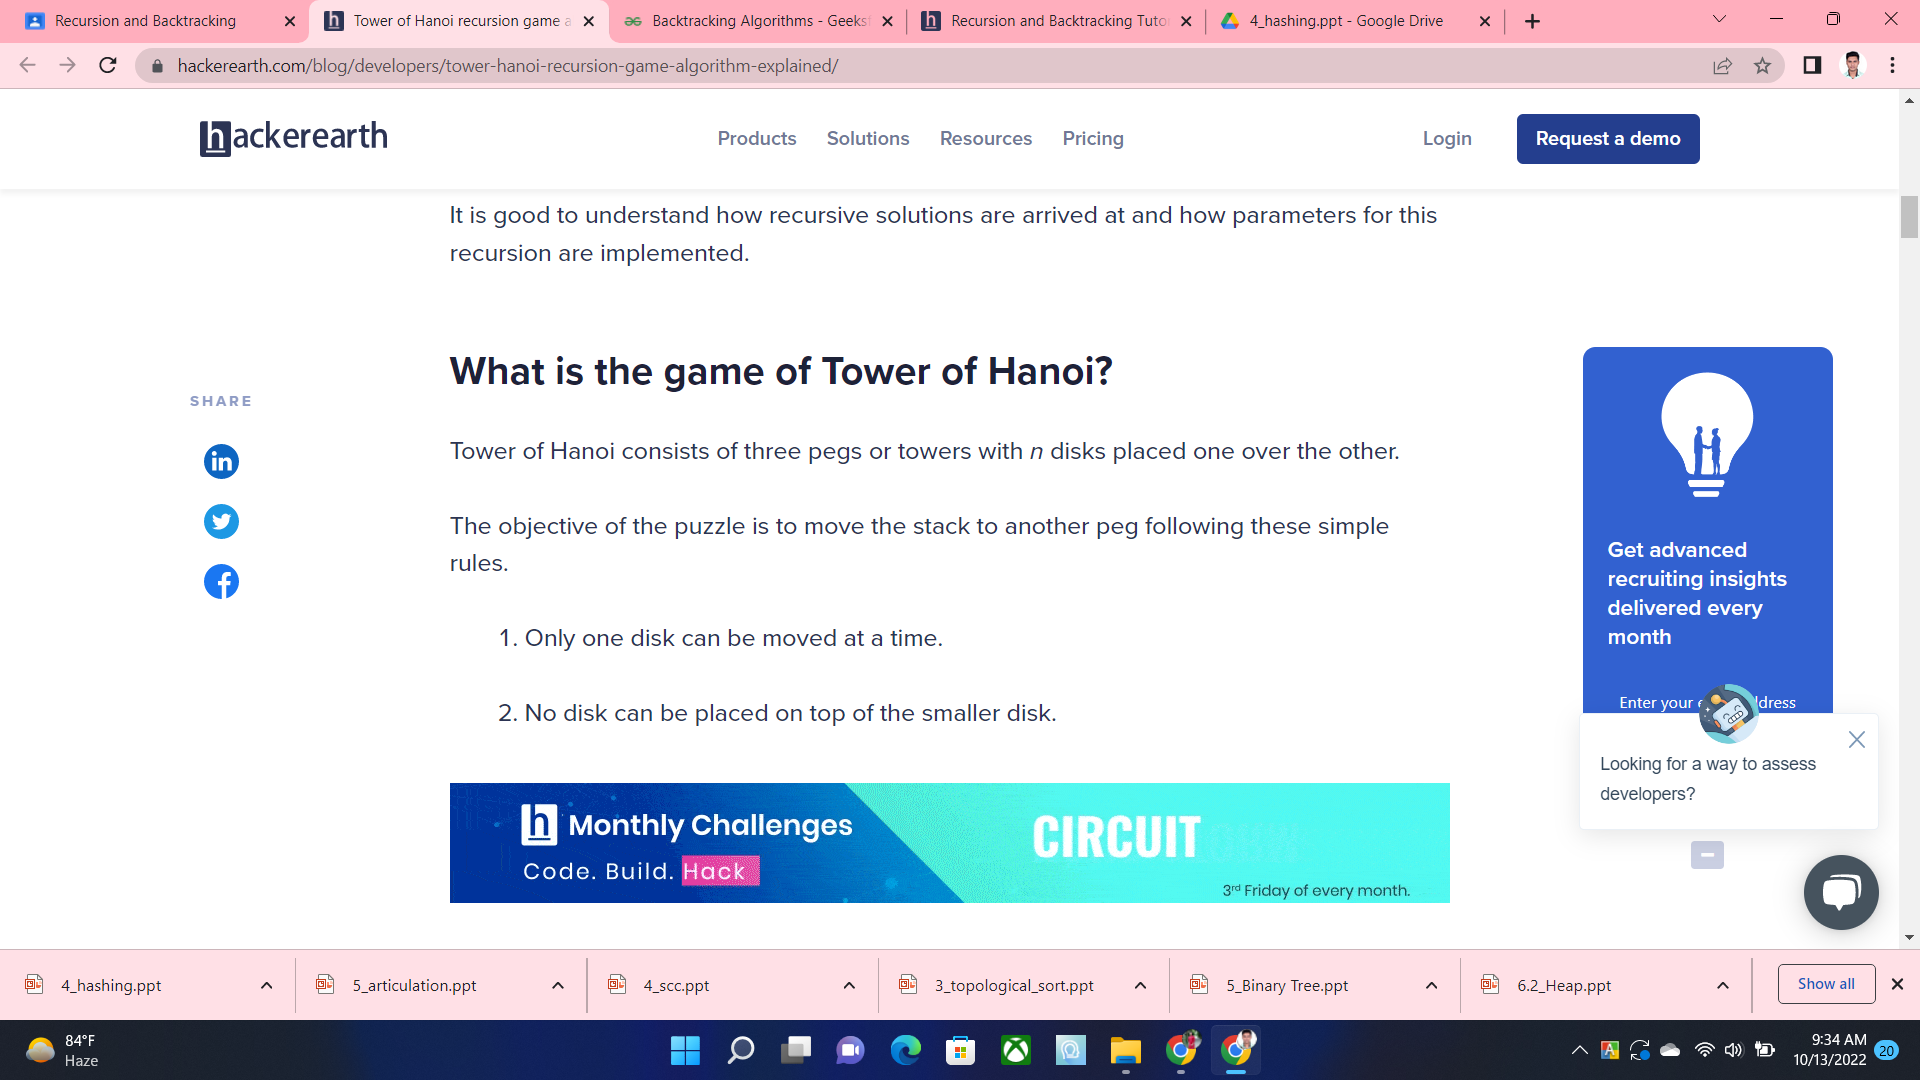 Recursion and Backtracking
Tower of Hanoi recursion game a
Backtracking Algorithms - Geeksf
Recursion and Backtracking Tuto
4_hashing.ppt - Google Drive
hackerearth.com/blog/developers/tower-hanoi-recursion-game-algorithm-explained/
hackerearth
Products
Solutions
Resources
Pricing
Login
Request a demo
It is good to understand how recursive solutions are arrived at and how parameters for this
recursion are implemented.
What is the game of Tower of Hanoi?
SHARE
in
Tower of Hanoi consists of three pegs or towers with n disks placed one over the other.
The objective of the puzzle is to move the stack to another peg following these simple
rules.
1. Only one disk can be moved at a time.
2. No disk can be placed on top of the smaller disk.
Get advanced
recruiting insights
delivered every
month
Enter your e dress
Looking for a way to assess
developers?
h Monthly Challenges
Code. Build. Hack
CIRCUIT
3rd Friday of every month.
4_hashing.ppt
5_articulation.ppt
4_scc.ppt
3_topological_sort.ppt
5_Binary Tree.ppt
6.2_Heap.ppt
Show all
84°F
Haze
9:34 AM
10/13/2022
20